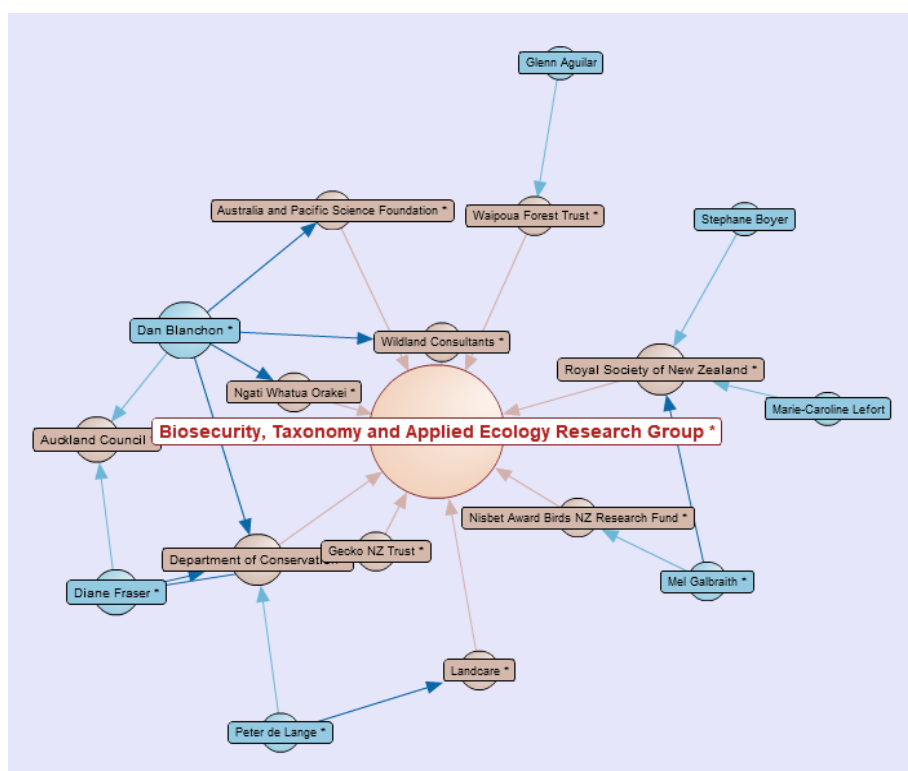 Glenn Aguilar
Australia and Pacific Science Foundation *
Waipoua Forest Trust *
Stephane Boyer
Dan Blanchon *
Wildland Consultants *
Royal Society of New Zealand *
Ngati Whatua Orakei *
Marie-Caroline Lefort
Auckland Council *
Biosecurity, Taxonomy and Applied Ecology Research Group *
Nisbet Award Birds NZ Research Fund *
Department of Conservation *
Gecko NZ Trust *
Mel Galbraith *
Diane Fraser *
Landcare *
Peter de Lange *